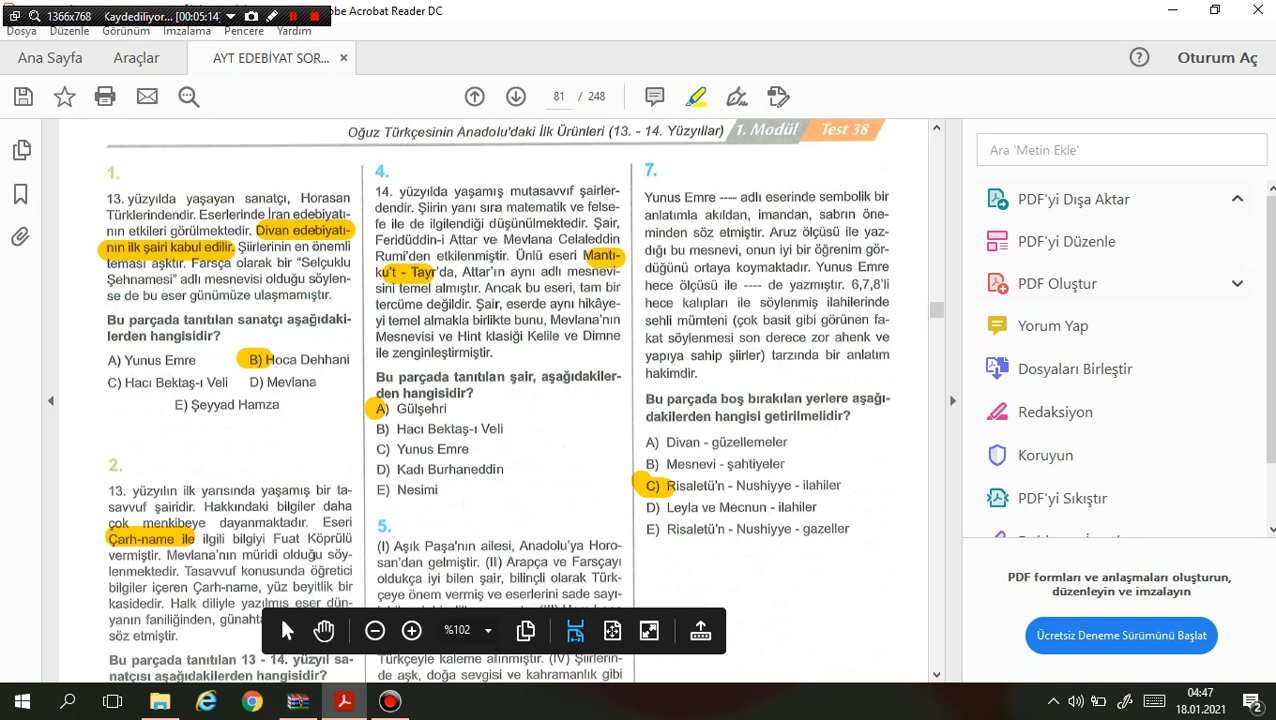 1366x768 Kaydediliyor... [00:05:14]
obe Acrobat Reader DC
Dosya Düzenle Görünüm İmzalama Pencere Yardım
Ana Sayfa Araçlar AYT EDEBİYAT SOR... × Oturum Aç
81 / 248
Oğuz Türkçesinin Anadolu'daki İlk Ürünleri (13. - 14. Yüzyıllar) 1. Modül Test 38
1.
13. yüzyılda yaşayan sanatçı, Horasan
Türklerindendir. Eserlerinde İran edebiyatı-
nın etkileri görülmektedir. Divan edebiyatı-
nın ilk şairi kabul edilir. Şiirlerinin en önemli
teması aşktır. Farsça olarak bir "Selçuklu
Şehnamesi" adlı mesnevisi olduğu söylen-
se de bu eser günümüze ulaşmamıştır.
Bu parçada tanıtılan sanatçı aşağıdaki-
lerden hangisidir?
A) Yunus Emre B) Hoca Dehhani
C) Hacı Bektaş-ı Veli D) Mevlana
E) Şeyyad Hamza
2.
13. yüzyılın ilk yarısında yaşamış bir ta-
savvuf şairidir. Hakkındaki bilgiler daha
çok menkibeye dayanmaktadır. Eseri
Çarh-name ile ilgili bilgiyi Fuat Köprülü
vermiştir. Mevlana'nın müridi olduğu söy-
lenmektedir. Tasavvuf konusunda öğretici
bilgiler içeren Çarh-name, yüz beyitlik bir
kasidedir. Halk diliyle yazılmış eser dün-
yanın faniliğinden, günahta
söz etmiştir.
Bu parçada tanıtılan 13 - 14. yüzyıl sa-
natçısı aşağıdakilerden hangisidir?
4.
14. yüzyılda yaşamış mutasavvıf şairler-
dendir. Şiirin yanı sıra matematik ve felse-
fe ile de ilgilendiği düşünülmektedir. Şair,
Feridüddin-i Attar ve Mevlana Celaleddin
Rumi'den etkilenmiştir. Ünlü eseri Mantı-
ku't - Tayr'da, Attar'ın aynı adlı mesnevi-
sini temel almıştır. Ancak bu eseri, tam bir
tercüme değildir. Şair, eserde aynı hikâye-
yi temel almakla birlikte bunu, Mevlana'nın
Mesnevisi ve Hint klasiği Kelile ve Dimne
ile zenginleştirmiştir.
Bu parçada tanıtılan şair, aşağıdakiler-
den hangisidir?
A) Gülşehri
B) Hacı Bektaş-ı Veli
C) Yunus Emre
D) Kadı Burhaneddin
E) Nesimi
5.
(I) Aşık Paşa'nın ailesi, Anadolu'ya Horo-
san'dan gelmiştir. (II) Arapça ve Farsçayı
oldukça iyi bilen şair, bilinçli olarak Türk-
çeye önem vermiş ve eserlerini sade sayı-
Türkçeyle kaleme alınmıştır. (IV) Şiirlerin-
de aşk, doğa sevgisi ve kahramanlık gibi
7.
Yunus Emre ---- adlı eserinde sembolik bir
anlatımla akıldan, imandan, sabrın öne-
minden söz etmiştir. Aruz ölçüsü ile yaz-
dığı bu mesnevi, onun iyi bir öğrenim gör-
düğünü ortaya koymaktadır. Yunus Emre
hece ölçüsü ile ---- de yazmıştır. 6,7,8'li
hece kalıpları ile söylenmiş ilahilerinde
sehli mümteni (çok basit gibi görünen fa-
kat söylenmesi son derece zor ahenk ve
yapıya sahip şiirler) tarzında bir anlatım
hakimdir.
Bu parçada boş bırakılan yerlere aşağı-
dakilerden hangisi getirilmelidir?
A) Divan - güzellemeler
B) Mesnevi - şahtiyeler
C) Risaletü'n - Nushiyye - ilahiler
D) Leyla ve Mecnun - ilahiler
E) Risaletü'n - Nushiyye - gazeller
%102
Ara 'Metin Ekle'
PDF'yi Dışa Aktar
PDF'yi Düzenle
PDF Oluştur
Yorum Yap
Dosyaları Birleştir
Redaksiyon
Koruyun
PDF'yi Sıkıştır
PDF formları ve anlaşmaları oluşturun,
düzenleyin ve imzalayın
Ücretsiz Deneme Sürümünü Başlat
04:47
18.01.2021
2